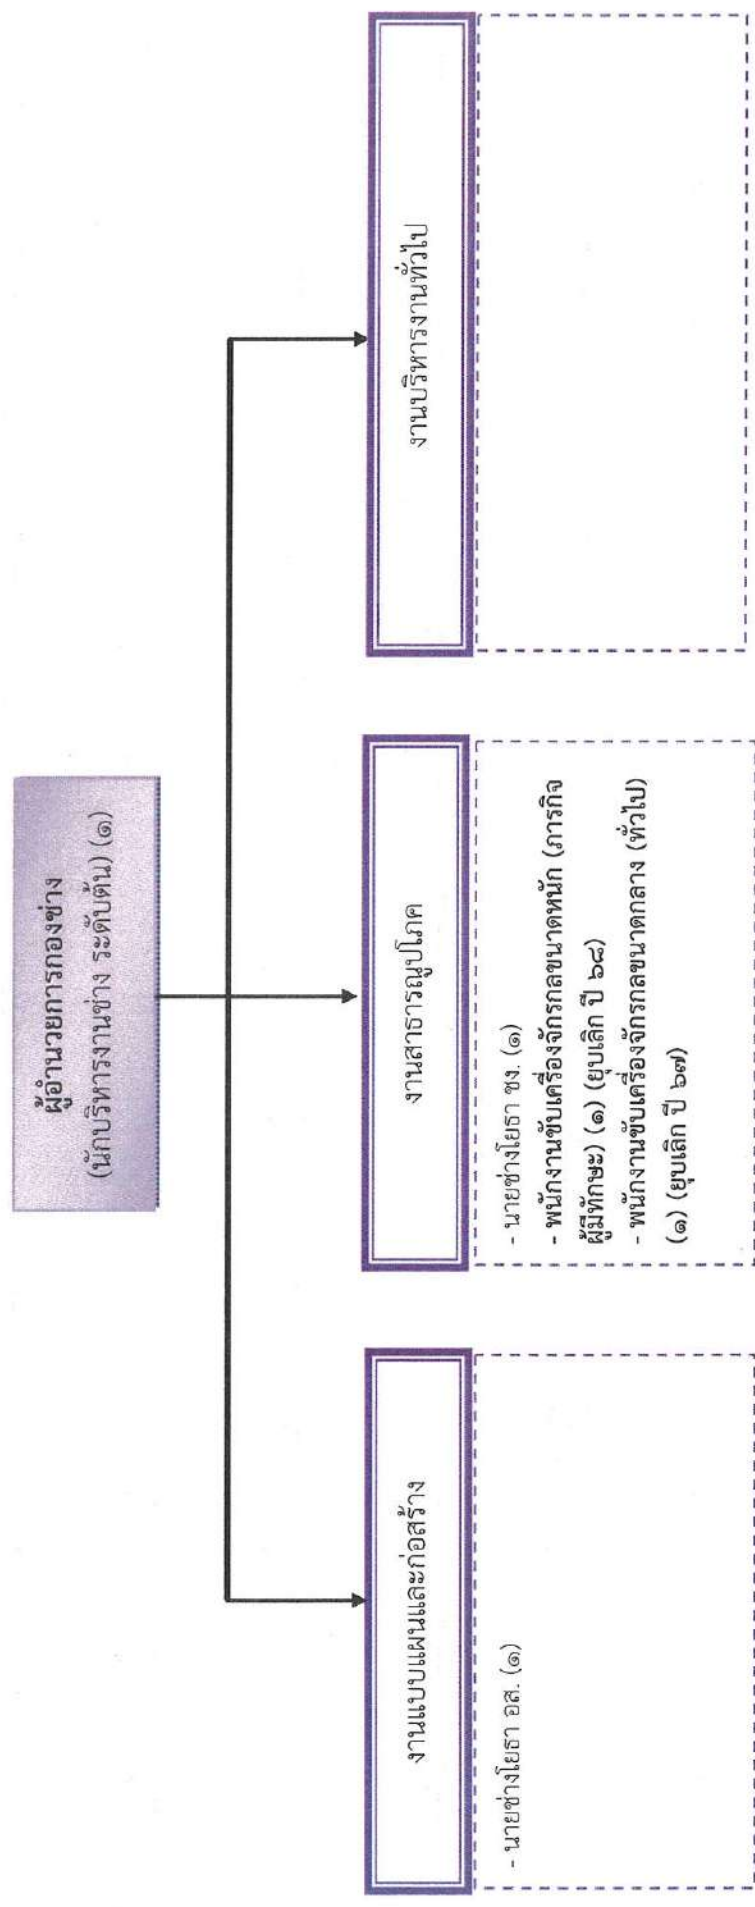 ผู้อำนวยการกองช่าง
(นักบริหารงานช่าง ระดับต้น) (๑)
งานแบบแผนและก่อสร้าง
- นายช่างโยธา อส. (๑)
งานสาธารณูปโภค
- นายช่างโยธา ชง. (๑)
- พนักงานขับเครื่องจักรกลขนาดหนัก (ภารกิจ
ผู้มีทักษะ) (๑) (ยุบเลิก ปี ๖๘)
- พนักงานขับเครื่องจักรกลขนาดกลาง (ทั่วไป)
(๑) (ยุบเลิก ปี ๖๗)
งานบริหารงานทั่วไป